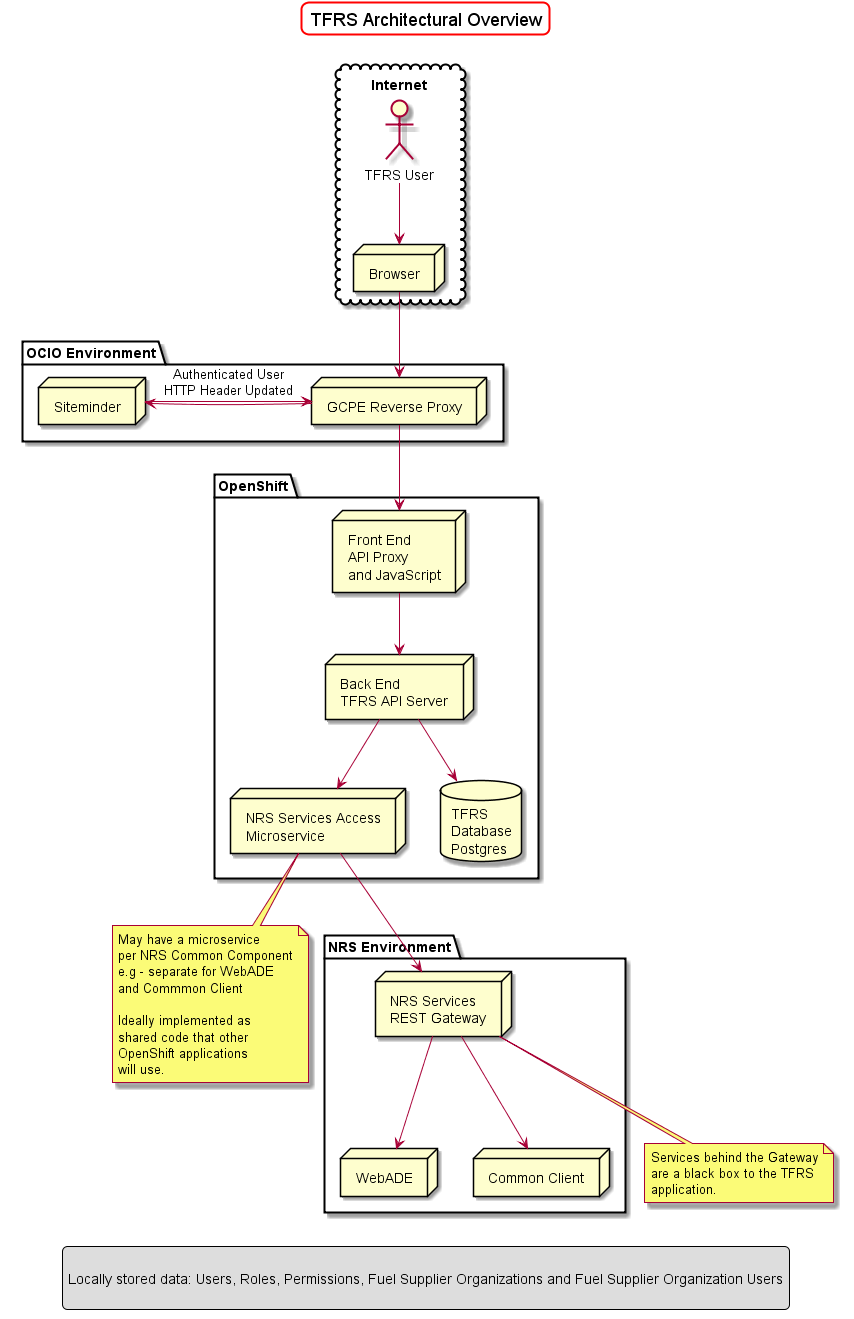 TFRS Architectural Overview
Internet
TFRS User
Browser
OCIO Environment
Authenticated User
HTTP Header Updated
Siteminder
GCPE Reverse Proxy
OpenShift
Front End
API Proxy
and JavaScript
Back End
TFRS API Server
NRS Services Access
Microservice
TFRS
Database
Postgres
May have a microservice
per NRS Common Component
e.g - separate for WebADE
and Commmon Client
Ideally implemented as
shared code that other
OpenShift applications
will use.
NRS Environment
NRS Services
REST Gateway
WebADE
Common Client
Services behind the Gateway
are a black box to the TFRS
application.
Locally stored data: Users, Roles, Permissions, Fuel Supplier Organizations and Fuel Supplier Organization Users